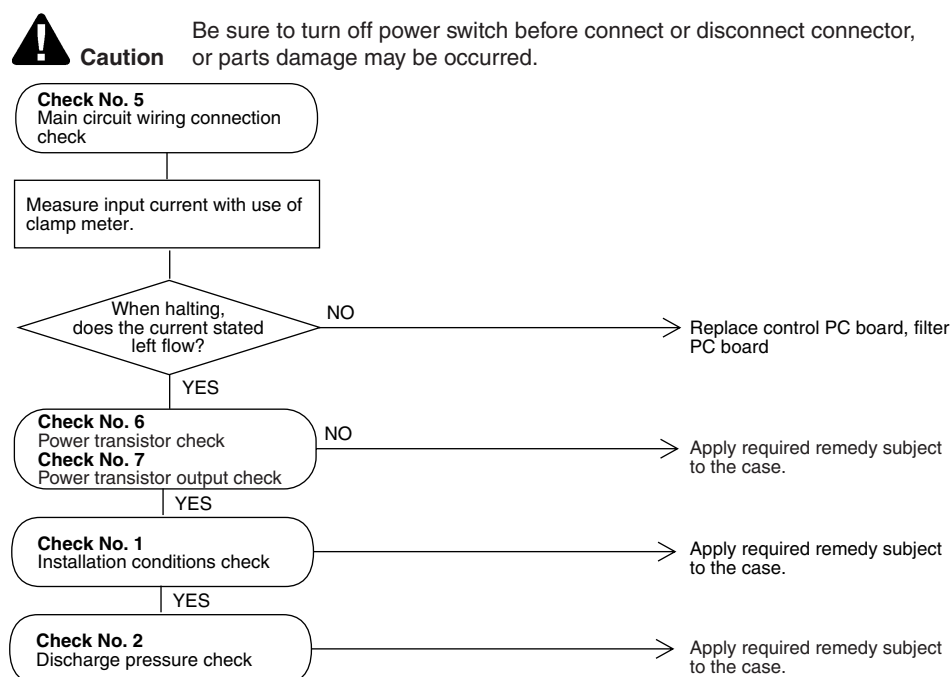 Be sure to turn off power switch before connect or disconnect connector,
Caution or parts damage may be occurred.
Check No. 5
Main circuit wiring connection
check
Measure input current with use of
clamp meter.
When halting,
does the current stated
left flow?
NO
Replace control PC board, filter
PC board
YES
Check No. 6
Power transistor check
Check No. 7
Power transistor output check
NO
Apply required remedy subject
to the case.
YES
Check No. 1
Installation conditions check
Apply required remedy subject
to the case.
YES
Check No. 2
Discharge pressure check
Apply required remedy subject
to the case.